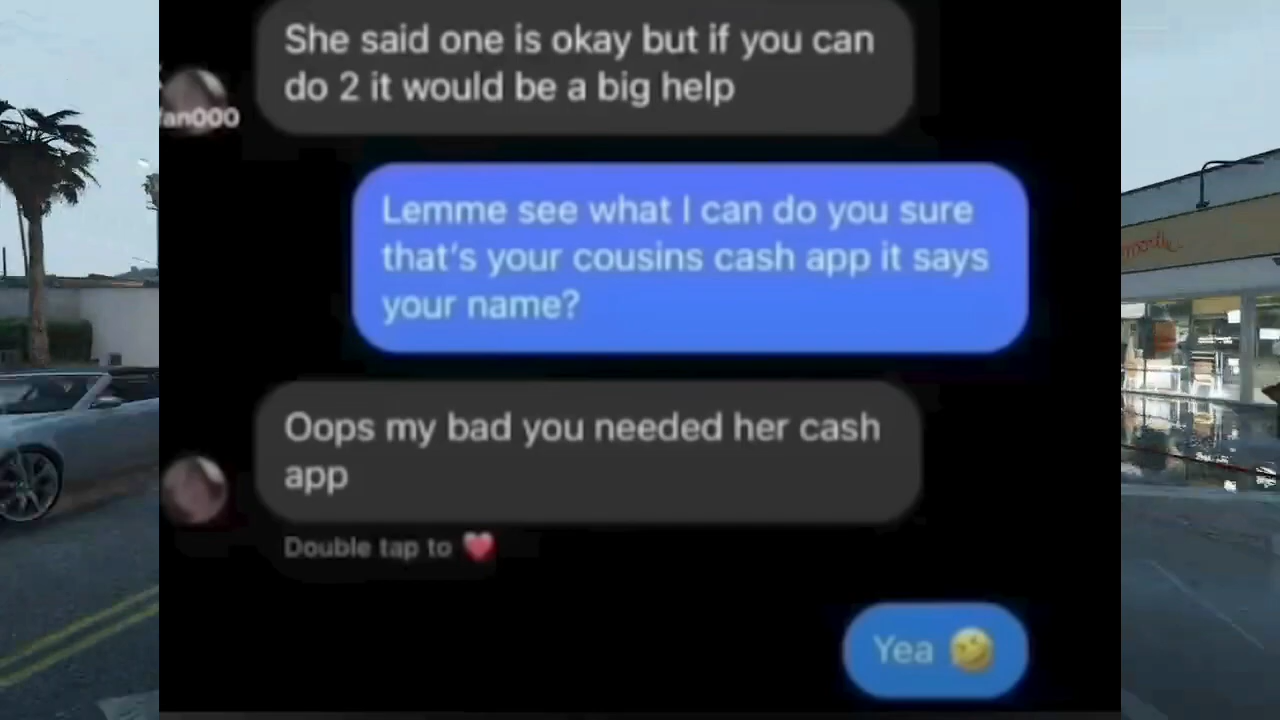 She said one is okay but if you can
do 2 it would be a big help
an000
Lemme see what I can do you sure
that's your cousins cash app it says
your name?
Oops my bad you needed her cash
app
Double tap to ❤️
Yea 🤔